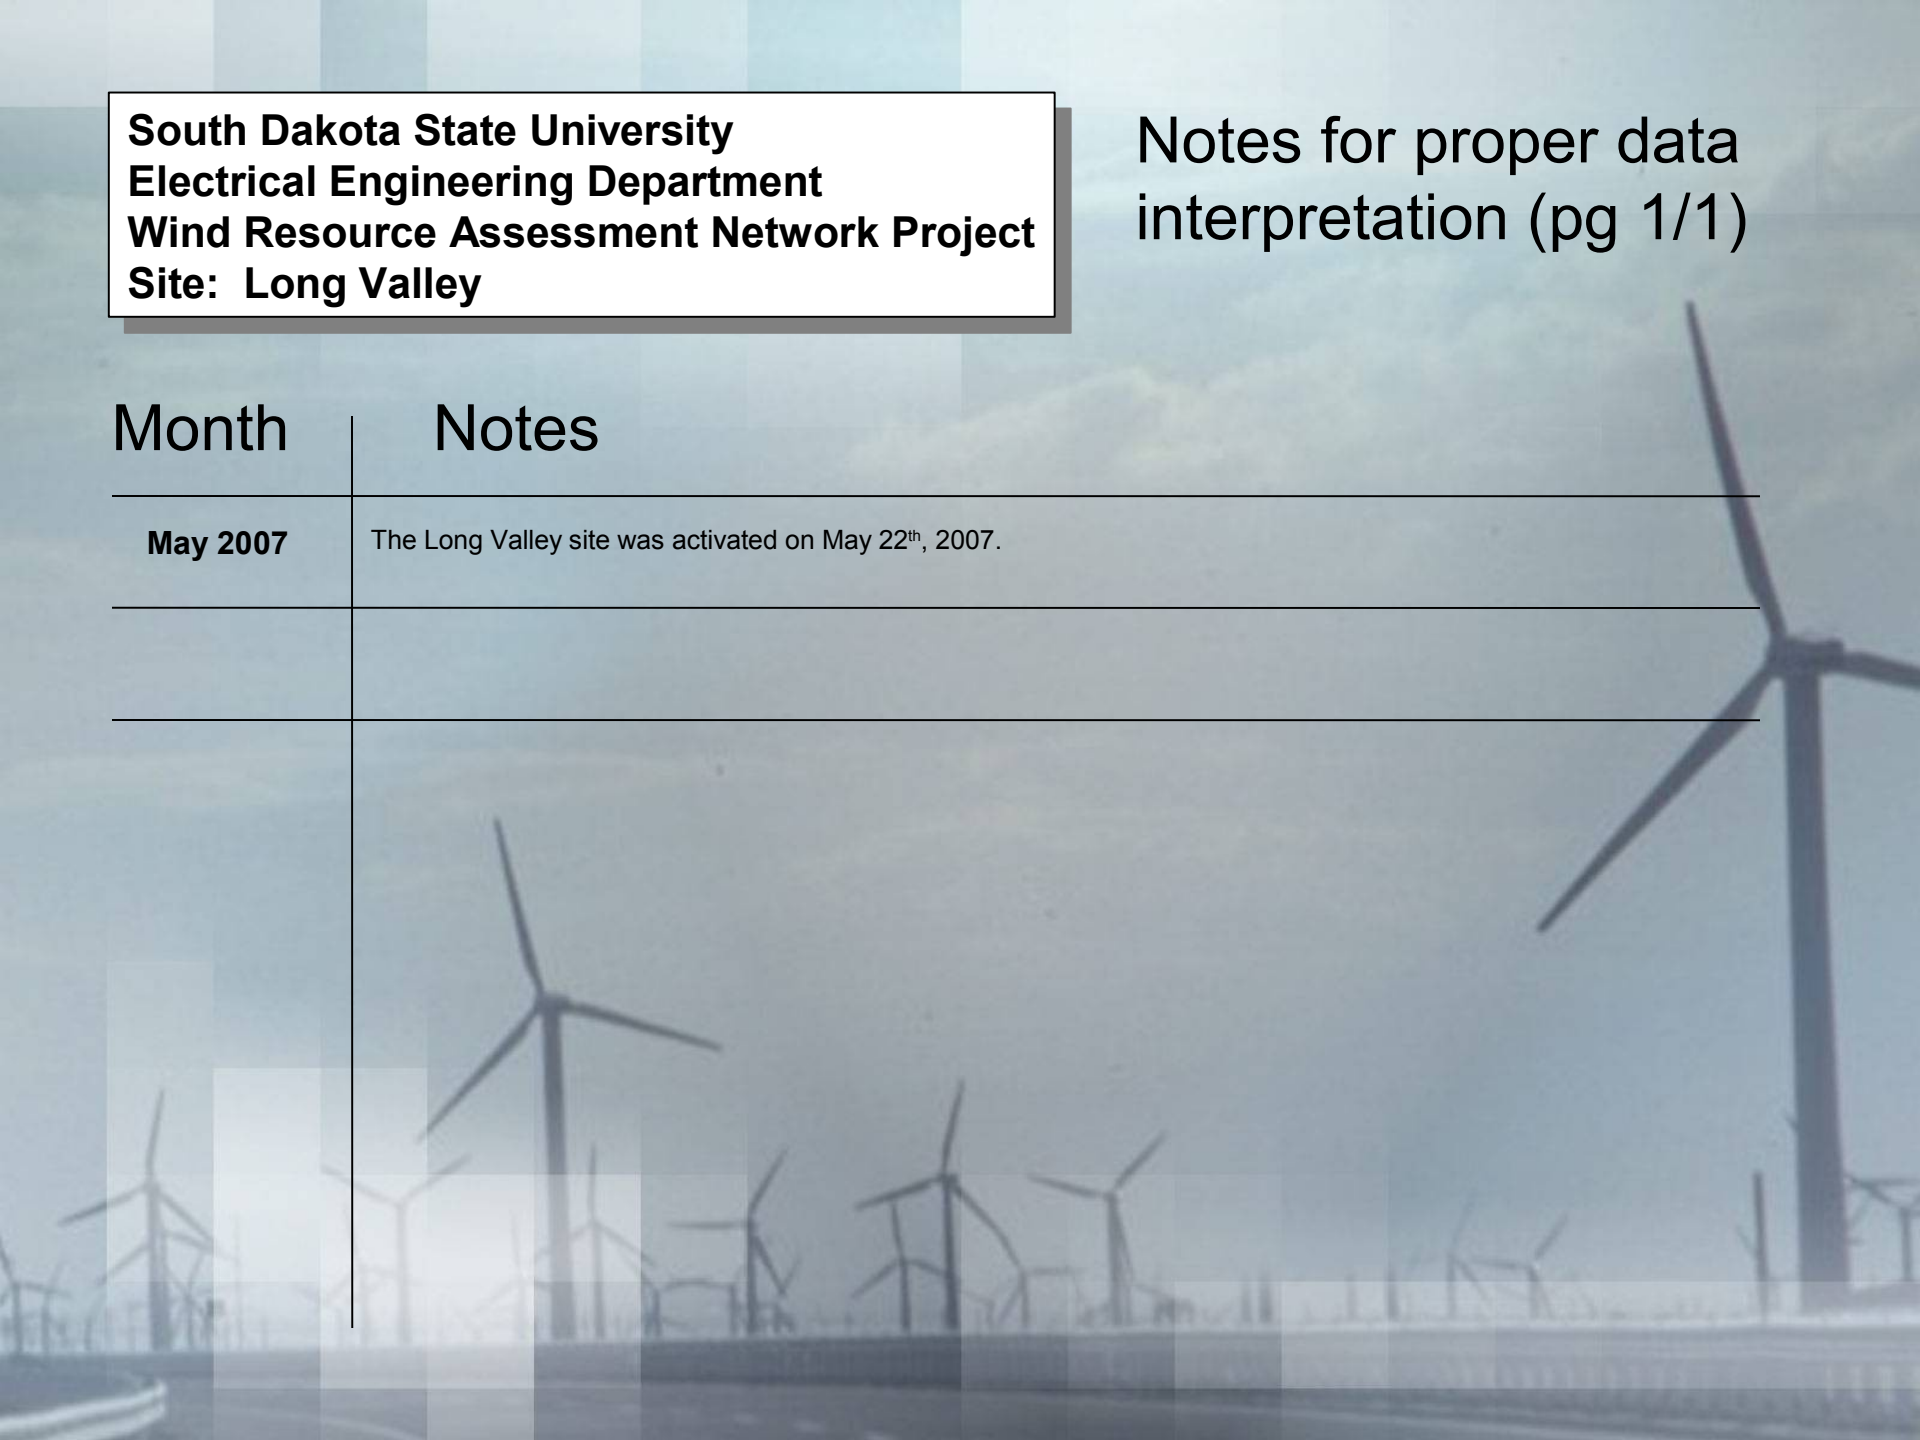 South Dakota State University
Electrical Engineering Department
Wind Resource Assessment Network Project
Site: Long Valley
Notes for proper data
interpretation (pg 1/1)
Month Notes
May 2007 The Long Valley site was activated on May 22th, 2007.